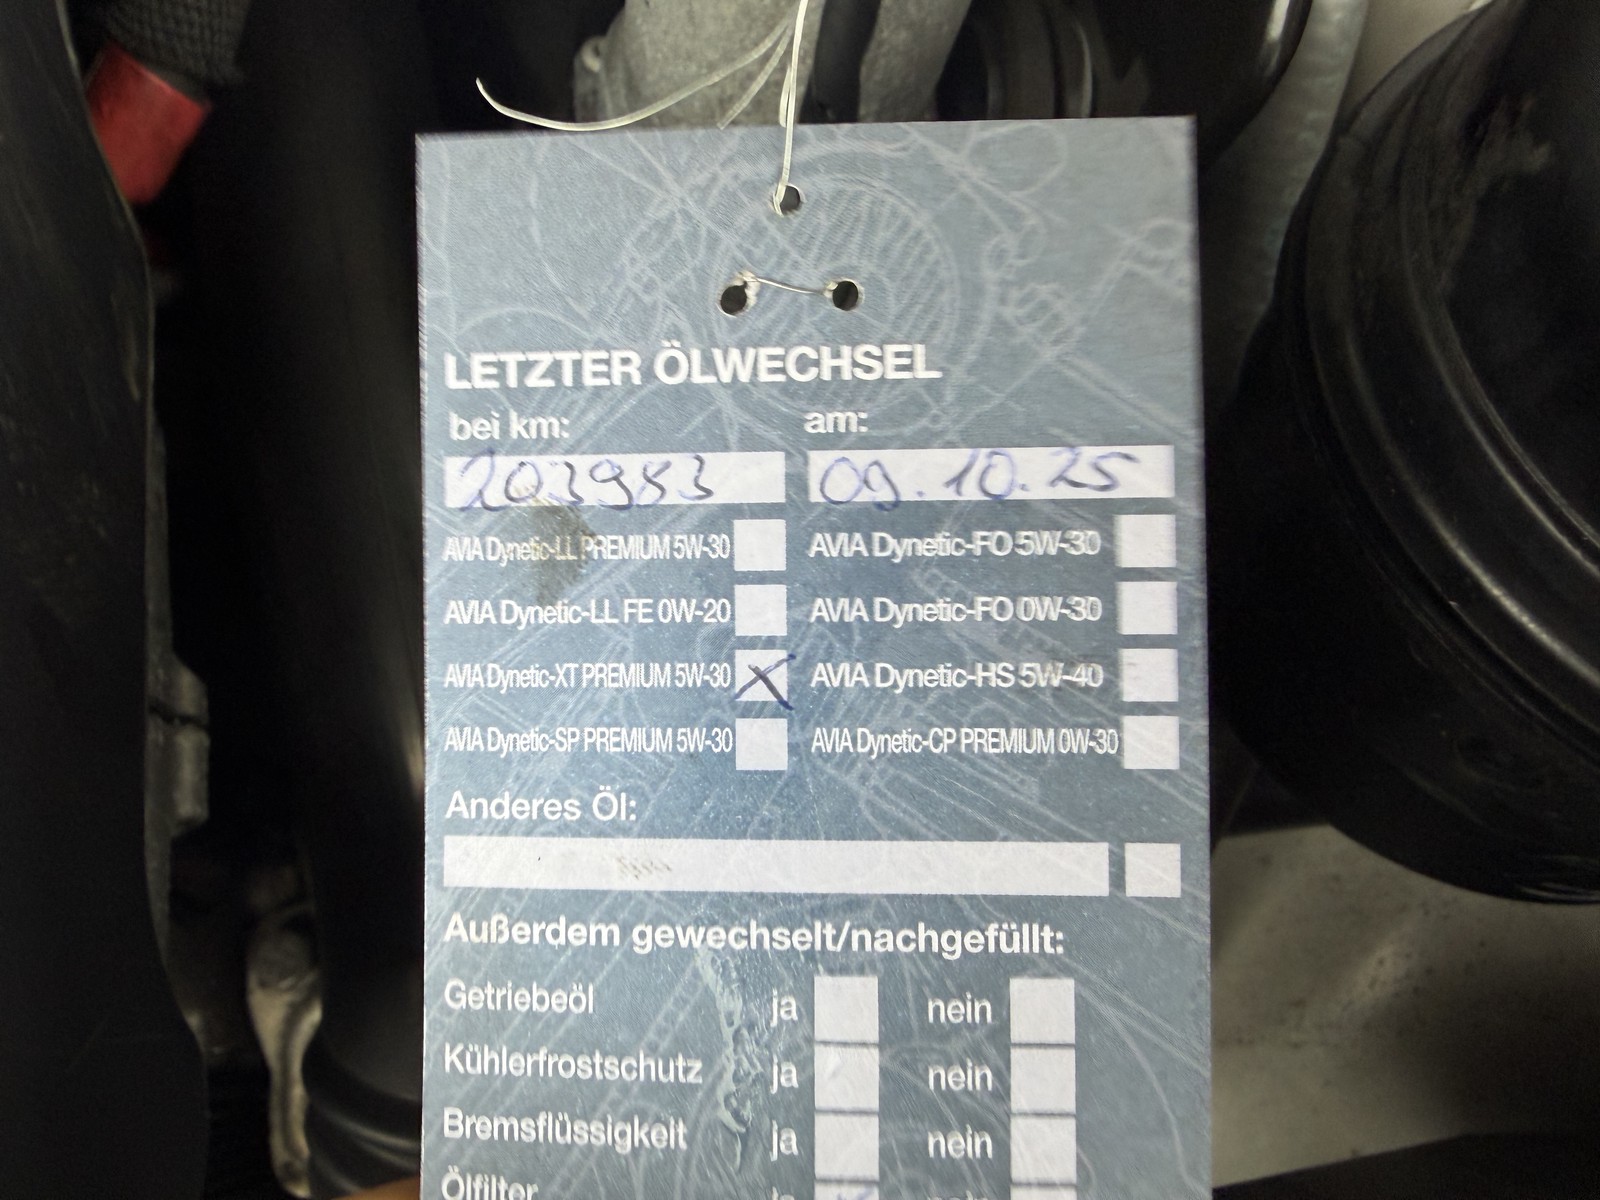 LETZTER ÖLWECHSEL
bei km: am:
203983 09.10.25
AVIA Dynetic-LL PREMIUM 5W-30 AVIA Dynetic-FO 5W-30
AVIA Dynetic-LL FE 0W-20 AVIA Dynetic-FO 0W-30
AVIA Dynetic-XT PREMIUM 5W-30 X AVIA Dynetic-HS 5W-40
AVIA Dynetic-SP PREMIUM 5W-30 AVIA Dynetic-CP PREMIUM 0W-30
Anderes Öl:
Außerdem gewechselt/nachgefüllt:
Getriebeöl ja nein
Kühlerfrostschutz ja nein
Bremsflüssigkeit ja nein
Ölfilter ja nein